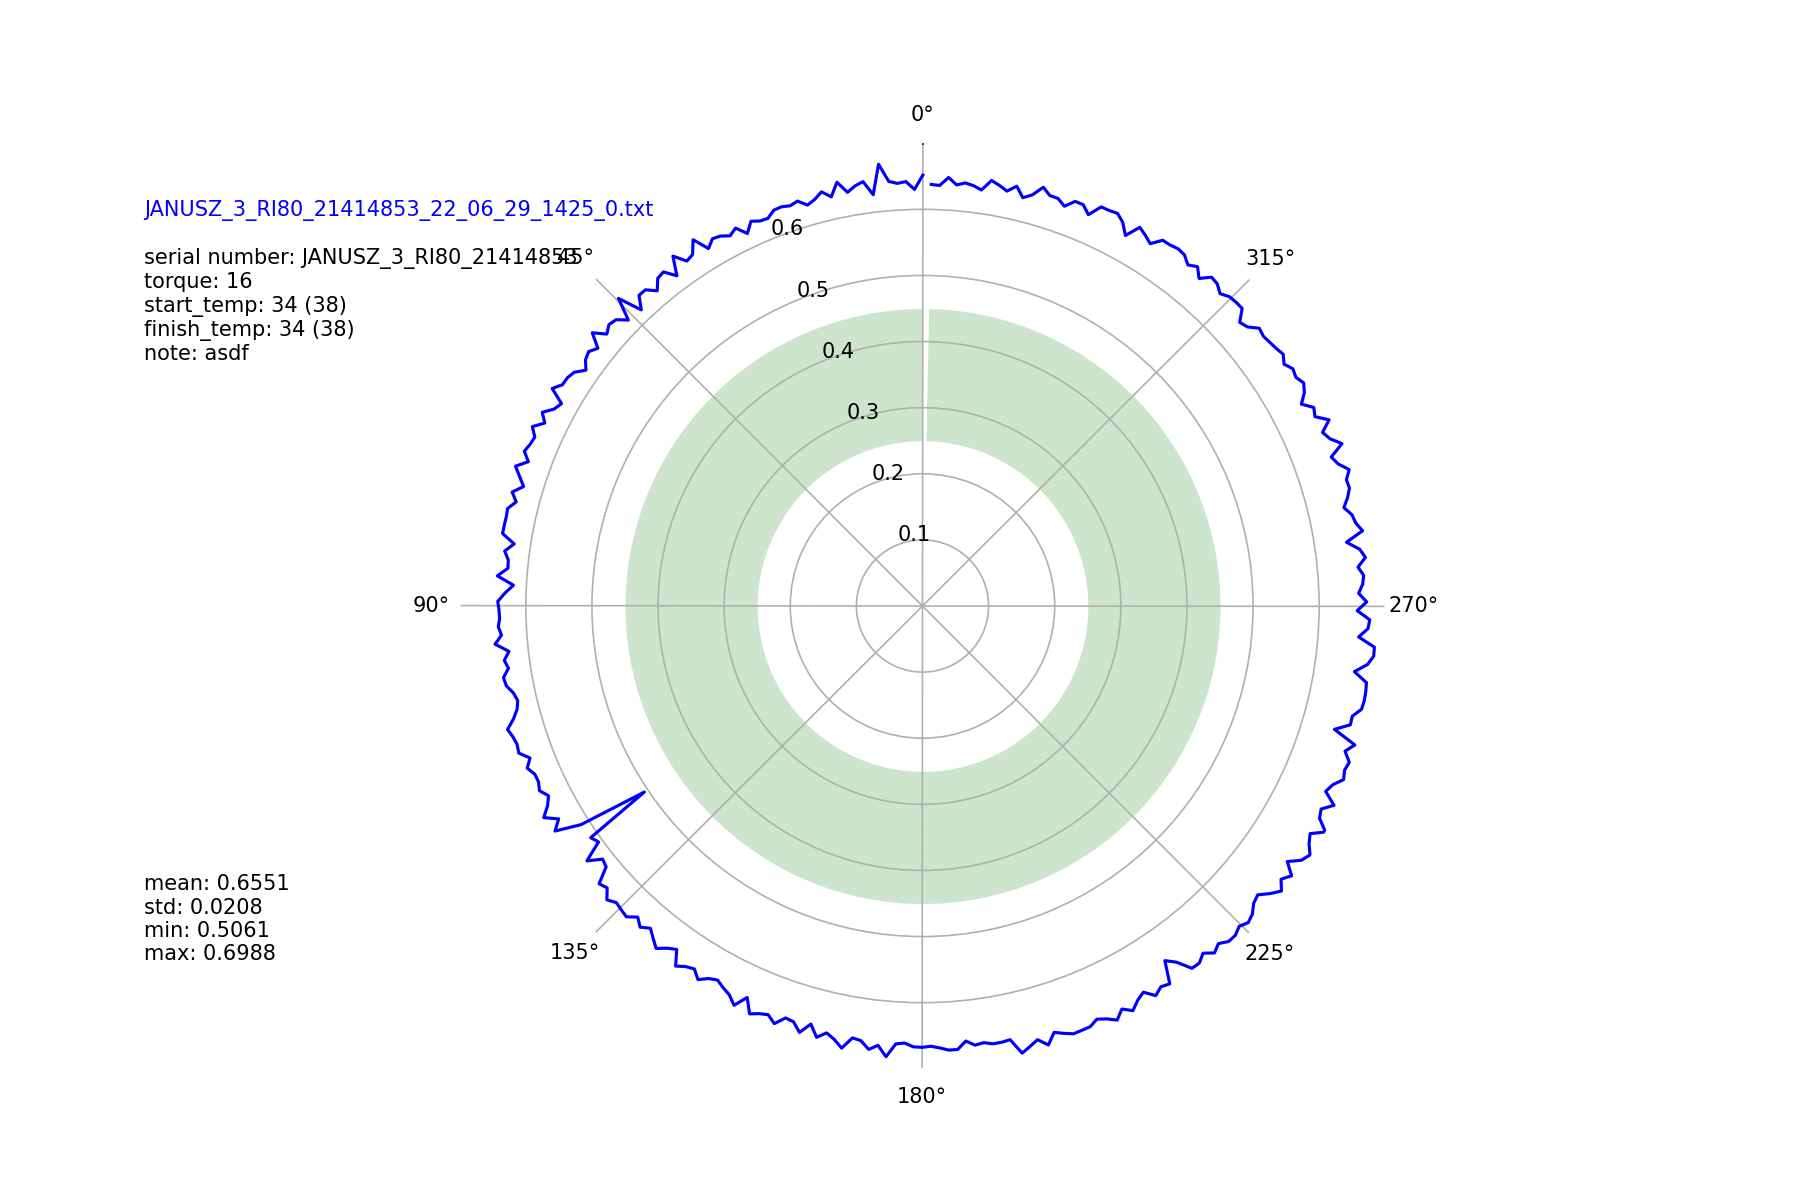 0°
JANUSZ_3_RI80_21414853_22_06_29_1425_0.txt
0.6
serial number: JANUSZ_3_RI80_21414853
45°
315°
torque: 16
start_temp: 34 (38)
finish_temp: 34 (38)
note: asdf
0.5
0.4
0.3
0.2
0.1
90°
270°
mean: 0.6551
std: 0.0208
min: 0.5061
max: 0.6988
135°
225°
180°